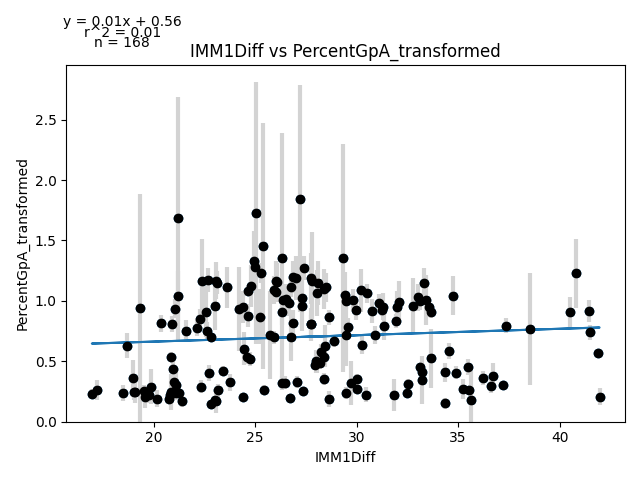 y = 0.01x + 0.56
r^2 = 0.01
n = 168
IMM1Diff vs PercentGpA_transformed
PercentGpA_transformed
2.5
2.0
1.5
1.0
0.5
0.0
20
25
30
35
40
IMM1Diff